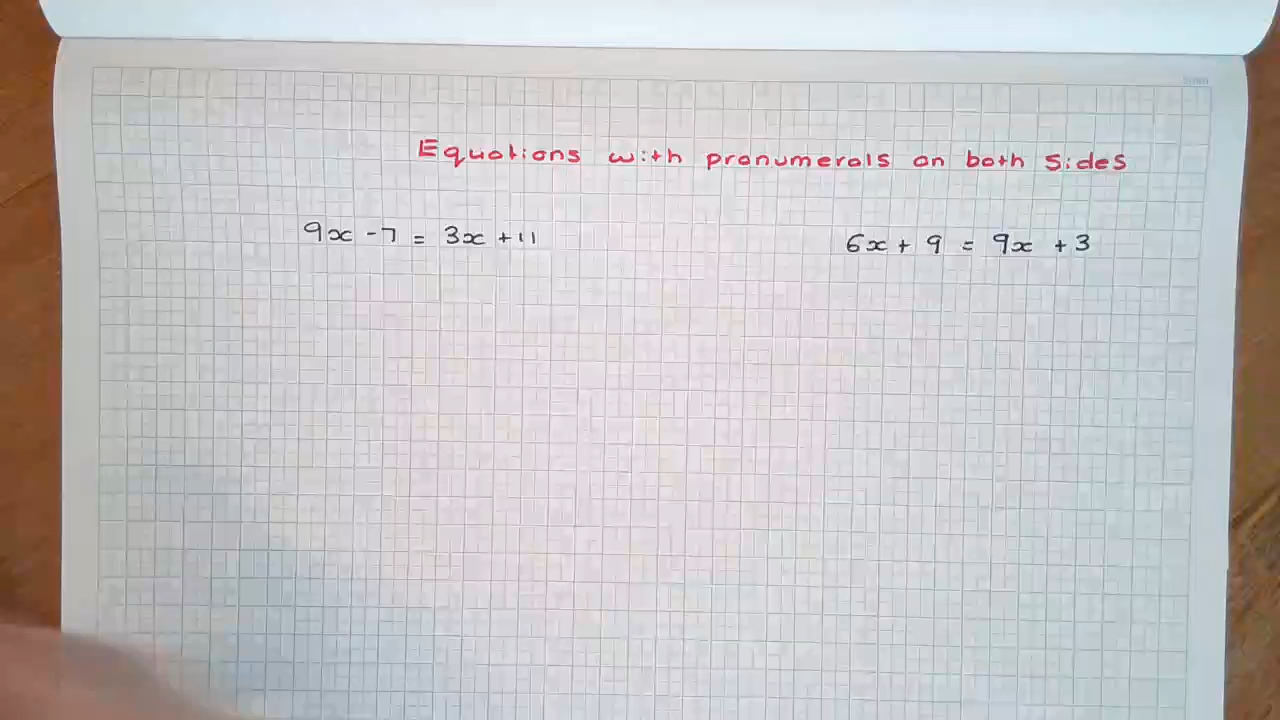 Equations with pronumerals on both sides
9x - 7 = 3x + 11
6x + 9 = 9x + 3